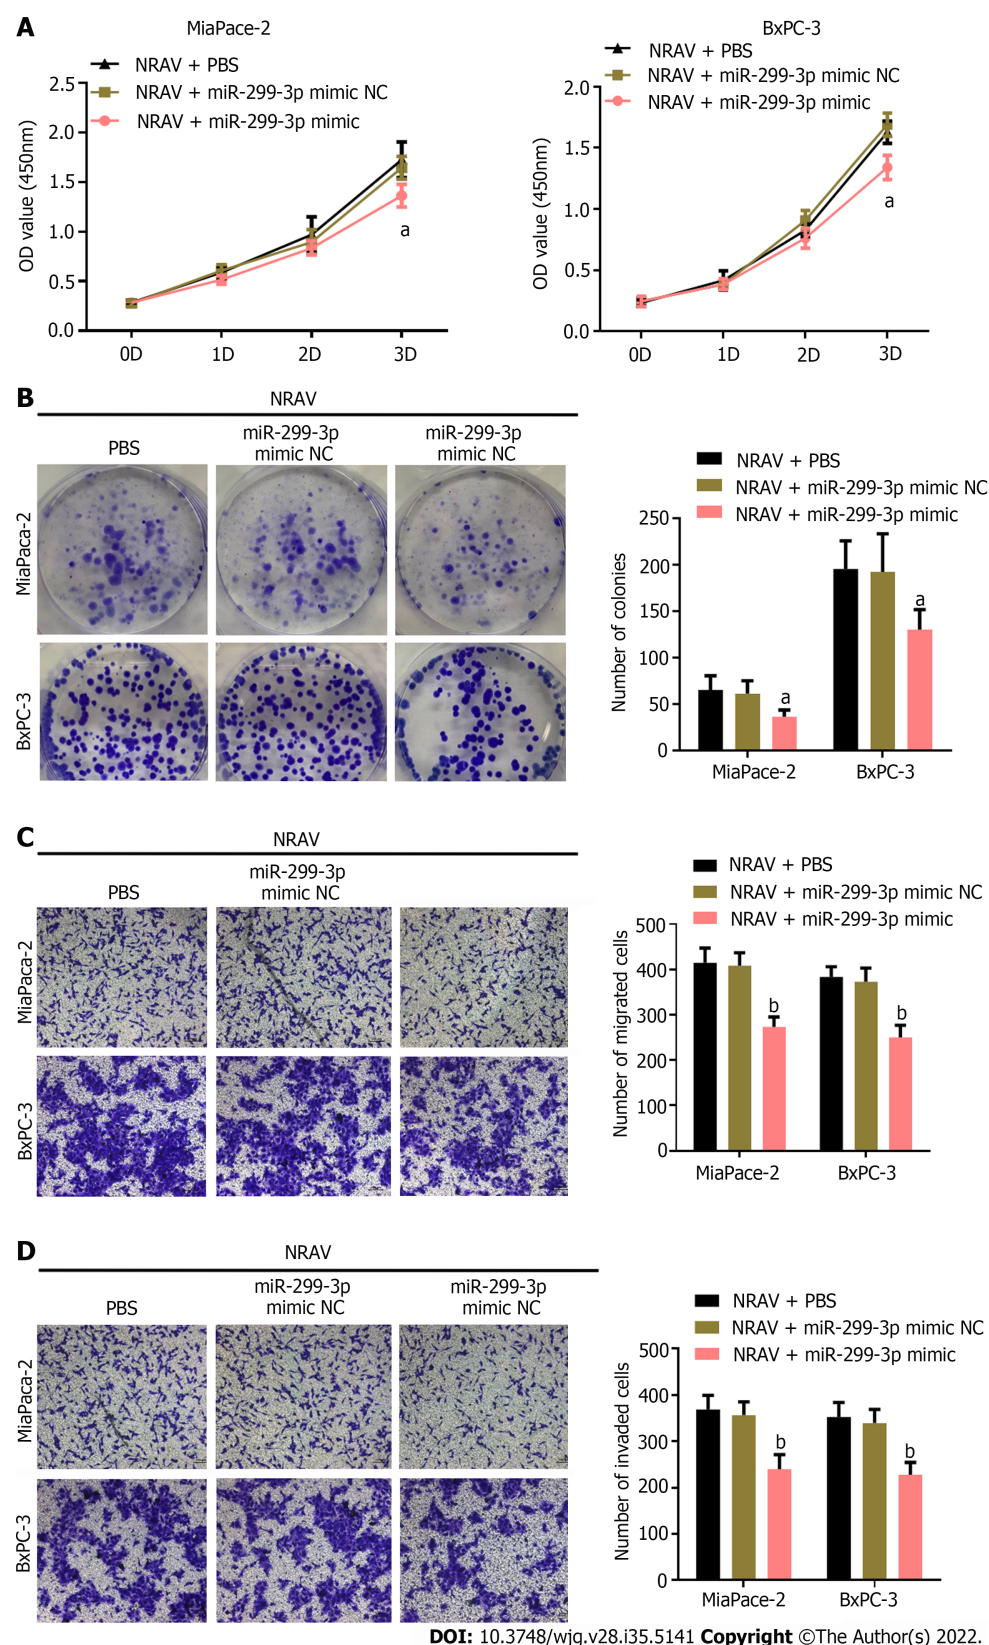 A
MiaPace-2
NRAV + PBS
NRAV + miR-299-3p mimic NC
NRAV + miR-299-3p mimic
OD value (450nm)
2.5
2.0
1.5
1.0
0.5
0.0
a
0D 1D 2D 3D
BxPC-3
NRAV + PBS
NRAV + miR-299-3p mimic NC
NRAV + miR-299-3p mimic
OD value (450nm)
2.0
1.5
1.0
0.5
0.0
a
0D 1D 2D 3D
B
NRAV
PBS
miR-299-3p
mimic NC
miR-299-3p
mimic NC
MiaPaca-2
BxPC-3
NRAV + PBS
NRAV + miR-299-3p mimic NC
NRAV + miR-299-3p mimic
Number of colonies
250
200
150
100
50
0
a
a
MiaPace-2 BxPC-3
C
NRAV
PBS
miR-299-3p
mimic NC
MiaPaca-2
BxPC-3
NRAV + PBS
NRAV + miR-299-3p mimic NC
NRAV + miR-299-3p mimic
Number of migrated cells
500
400
300
200
100
0
b
b
MiaPace-2 BxPC-3
D
NRAV
PBS
miR-299-3p
mimic NC
miR-299-3p
mimic NC
MiaPaca-2
BxPC-3
NRAV + PBS
NRAV + miR-299-3p mimic NC
NRAV + miR-299-3p mimic
Number of invaded cells
500
400
300
200
100
0
b
b
MiaPace-2 BxPC-3
DOI: 10.3748/wjg.v28.i35.5141 Copyright ©The Author(s) 2022.